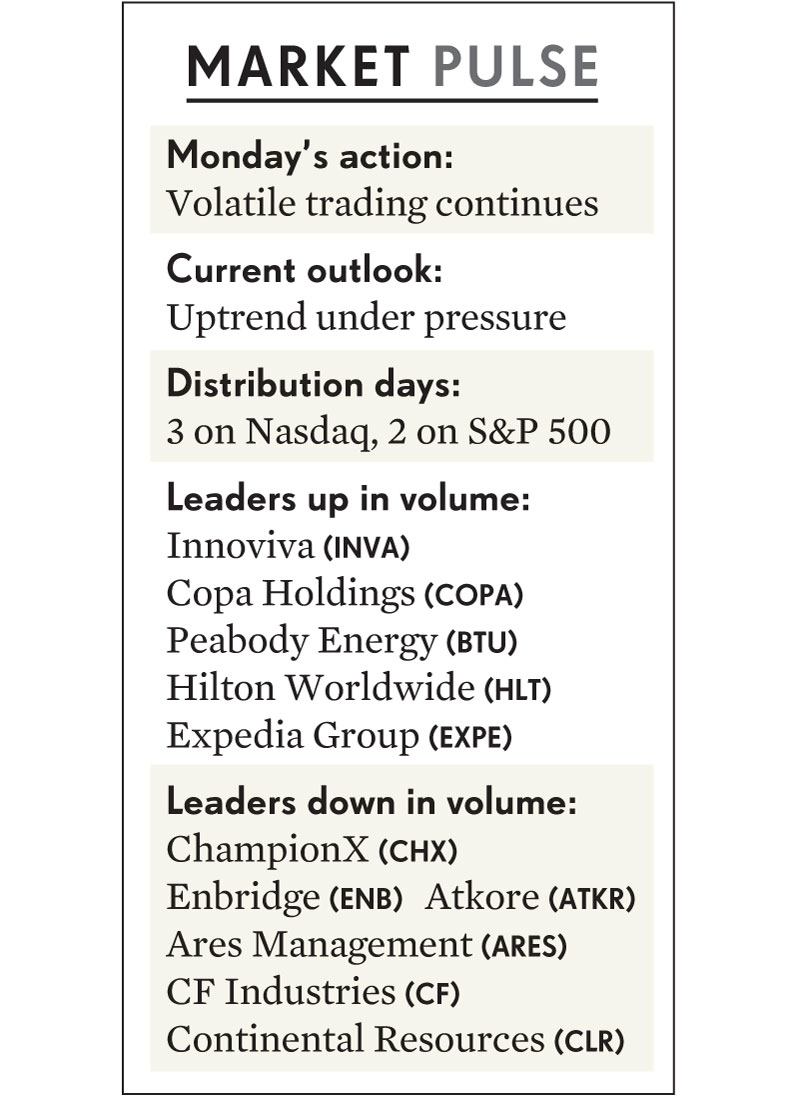 MARKET PULSE
Monday’s action:
Volatile trading continues
Current outlook:
Uptrend under pressure
Distribution days:
3 on Nasdaq, 2 on S&P 500
Leaders up in volume:
Innoviva (INVA)
Copa Holdings (COPA)
Peabody Energy (BTU)
Hilton Worldwide (HLT)
Expedia Group (EXPE)
Leaders down in volume:
ChampionX (CHX)
Enbridge (ENB) Atkore (ATKR)
Ares Management (ARES)
CF Industries (CF)
Continental Resources (CLR)